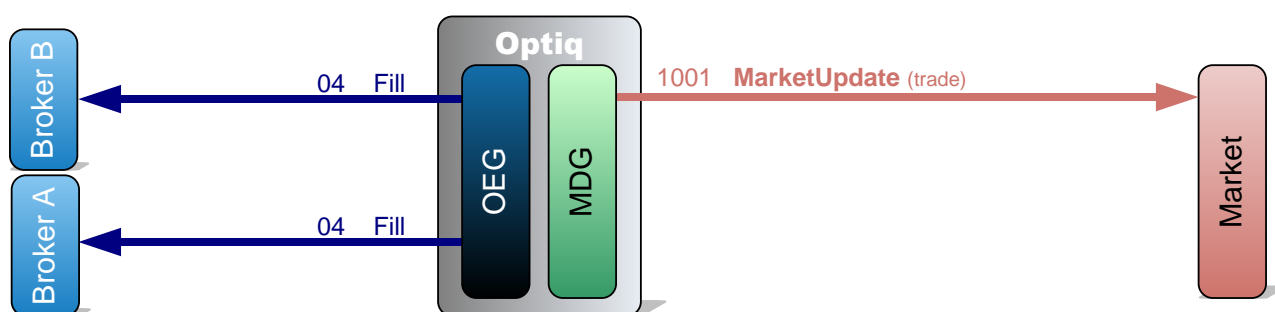 Optiq
Broker B
04 Fill
1001 MarketUpdate (trade)
OEG
MDG
Market
Broker A
04 Fill